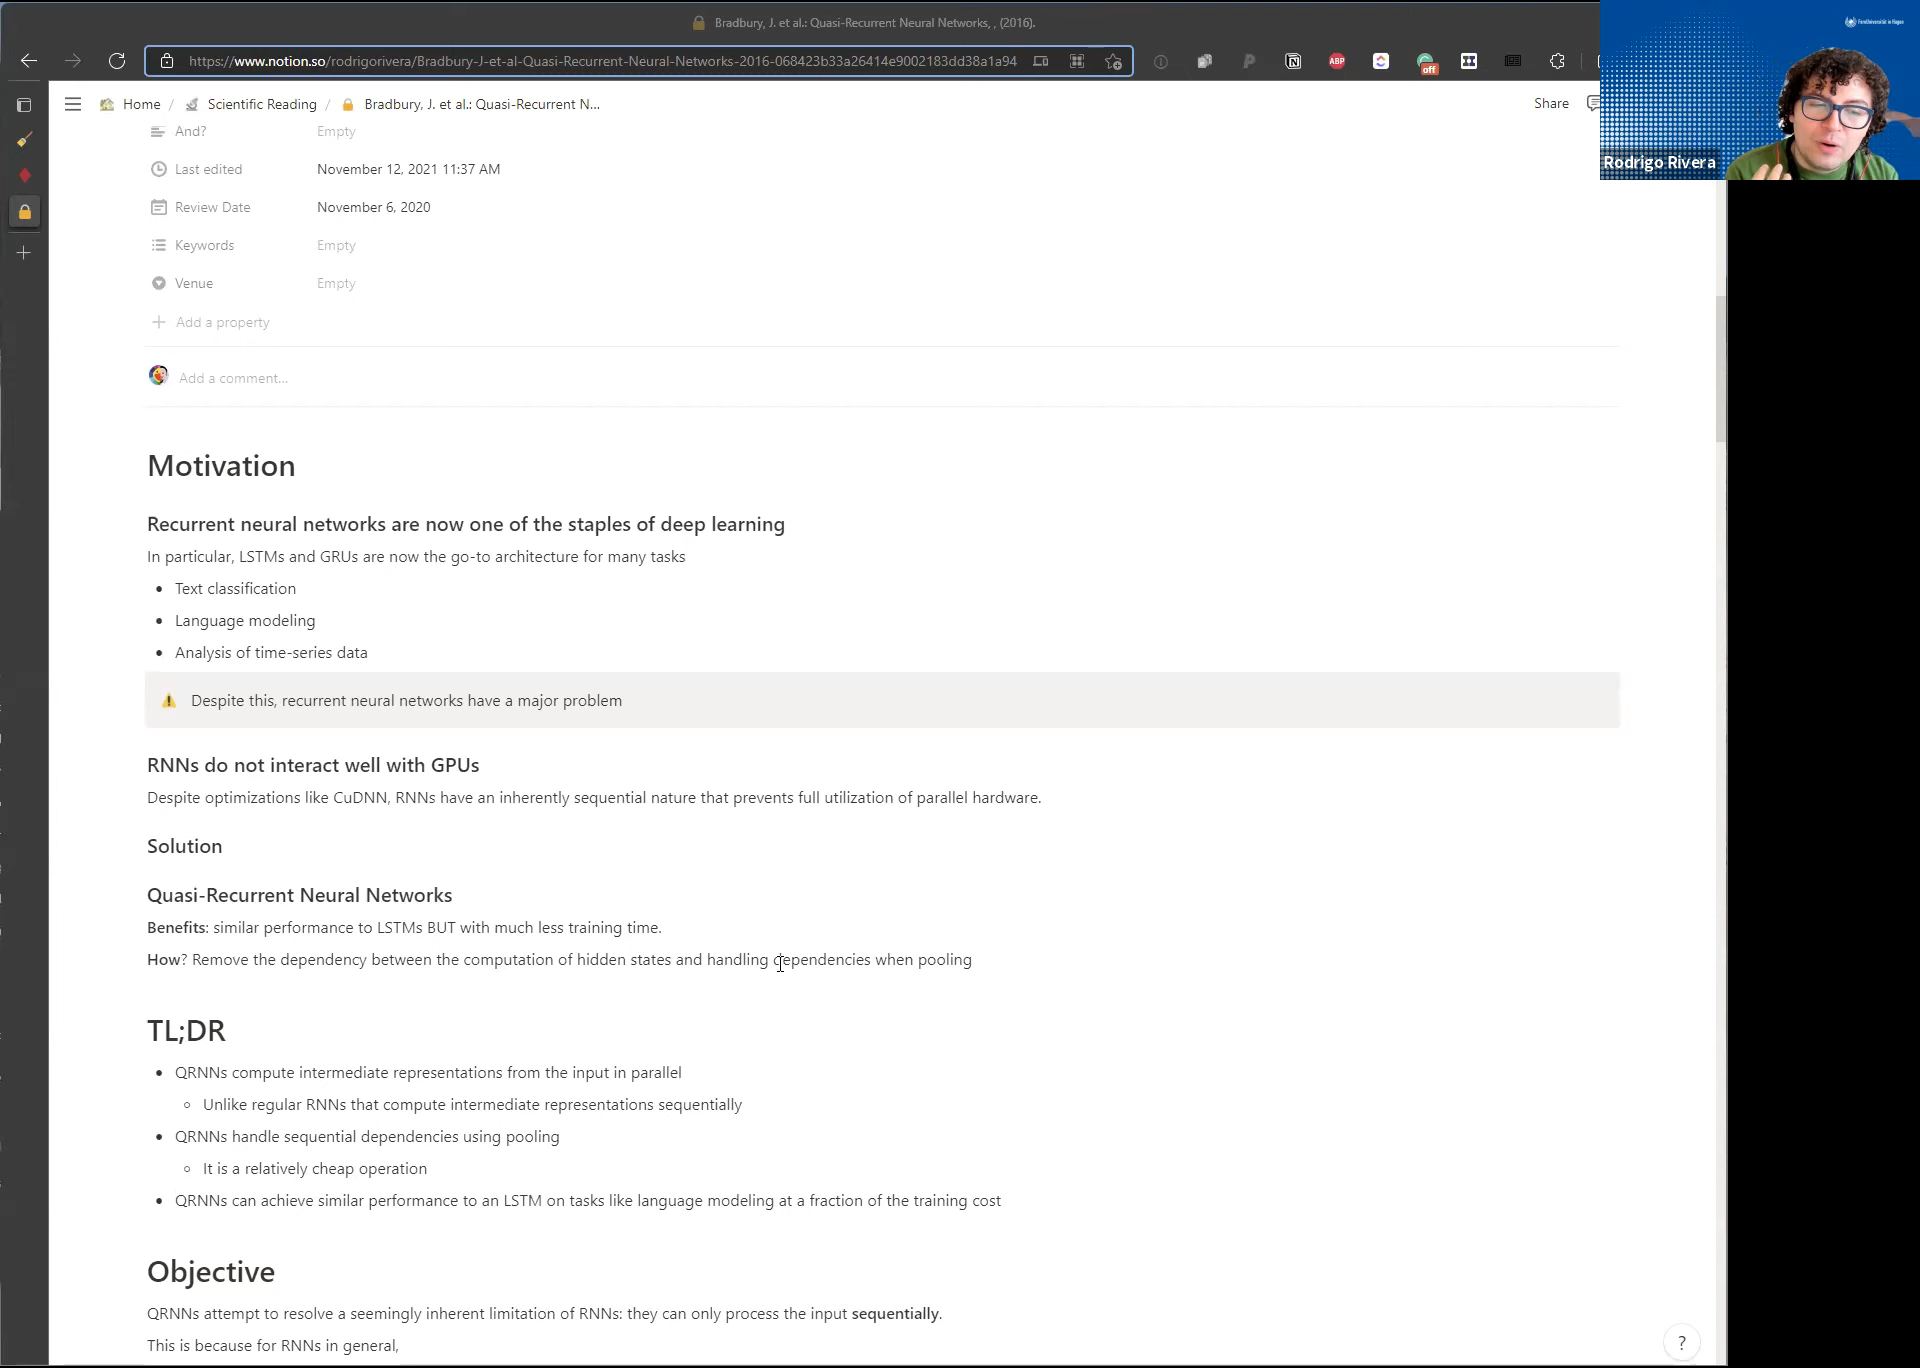 Bradbury, J. et al.: Quasi-Recurrent Neural Networks, , (2016).
https://www.notion.so/rodrigorivera/Bradbury-J-et-al-Quasi-Recurrent-Neural-Networks-2016-068423b33a26414e9002183dd38a1a94
ABP
off
Home / Scientific Reading / Bradbury, J. et al.: Quasi-Recurrent N...
Share
FernUniversität in Hagen
Rodrigo Rivera
And? Empty
Last edited November 12, 2021 11:37 AM
Review Date November 6, 2020
Keywords Empty
Venue Empty
Add a property
Add a comment...
Motivation
Recurrent neural networks are now one of the staples of deep learning
In particular, LSTMs and GRUs are now the go-to architecture for many tasks
• Text classification
• Language modeling
• Analysis of time-series data
Despite this, recurrent neural networks have a major problem
RNNs do not interact well with GPUs
Despite optimizations like CuDNN, RNNs have an inherently sequential nature that prevents full utilization of parallel hardware.
Solution
Quasi-Recurrent Neural Networks
Benefits: similar performance to LSTMs BUT with much less training time.
How? Remove the dependency between the computation of hidden states and handling dependencies when pooling
TL;DR
• QRNNs compute intermediate representations from the input in parallel
◦ Unlike regular RNNs that compute intermediate representations sequentially
• QRNNs handle sequential dependencies using pooling
◦ It is a relatively cheap operation
• QRNNs can achieve similar performance to an LSTM on tasks like language modeling at a fraction of the training cost
Objective
QRNNs attempt to resolve a seemingly inherent limitation of RNNs: they can only process the input sequentially.
This is because for RNNs in general,
?